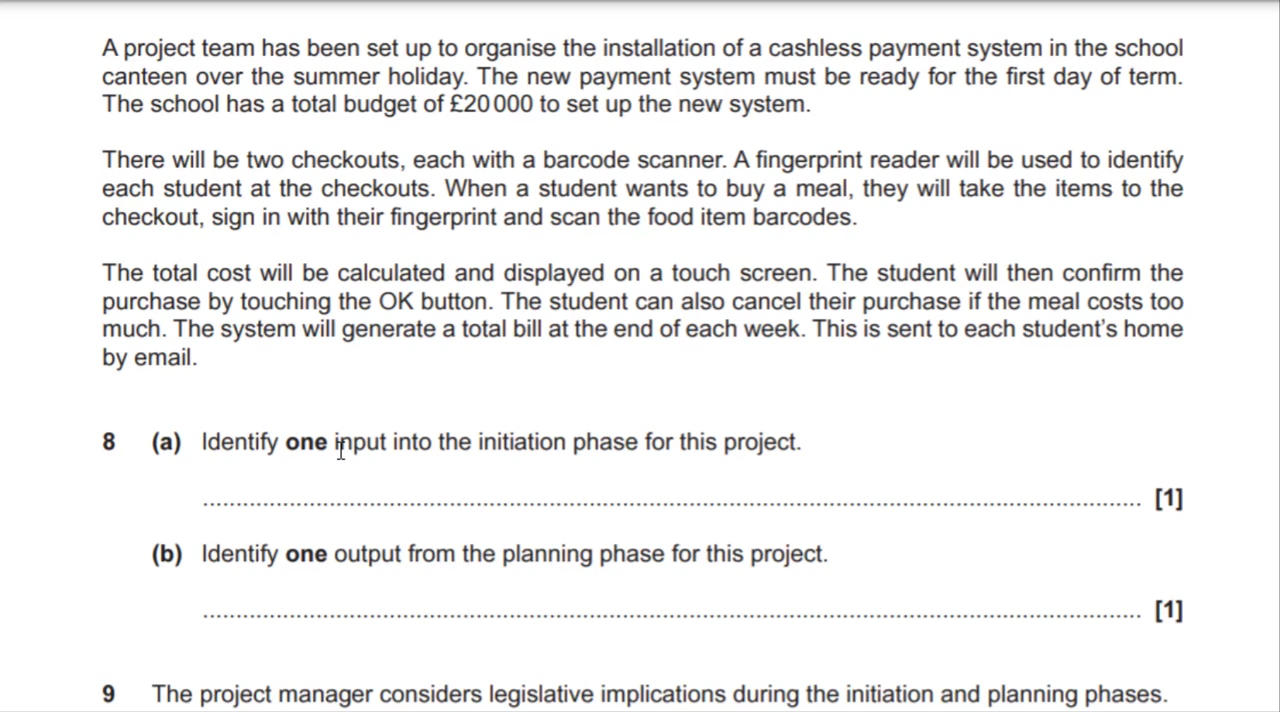 A project team has been set up to organise the installation of a cashless payment system in the school
canteen over the summer holiday. The new payment system must be ready for the first day of term.
The school has a total budget of £20 000 to set up the new system.
There will be two checkouts, each with a barcode scanner. A fingerprint reader will be used to identify
each student at the checkouts. When a student wants to buy a meal, they will take the items to the
checkout, sign in with their fingerprint and scan the food item barcodes.
The total cost will be calculated and displayed on a touch screen. The student will then confirm the
purchase by touching the OK button. The student can also cancel their purchase if the meal costs too
much. The system will generate a total bill at the end of each week. This is sent to each student's home
by email.
8 (a) Identify one input into the initiation phase for this project.
[1]
(b) Identify one output from the planning phase for this project.
[1]
9 The project manager considers legislative implications during the initiation and planning phases.